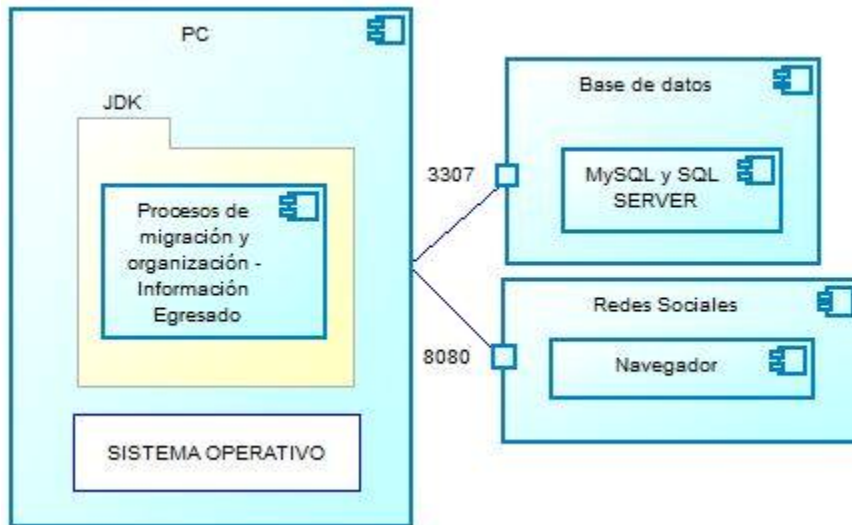 PC
JDK
Procesos de
migración y
organización -
Información
Egresado
SISTEMA OPERATIVO
3307
8080
Base de datos
MySQL y SQL
SERVER
Redes Sociales
Navegador